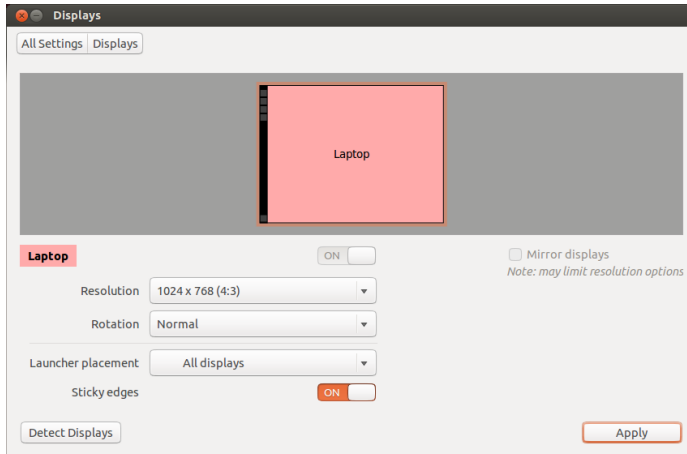 Displays
All Settings Displays
Laptop
Laptop ON Mirror displays
Note: may limit resolution options
Resolution 1024 x 768 (4:3)
Rotation Normal
Launcher placement All displays
Sticky edges ON
Detect Displays Apply